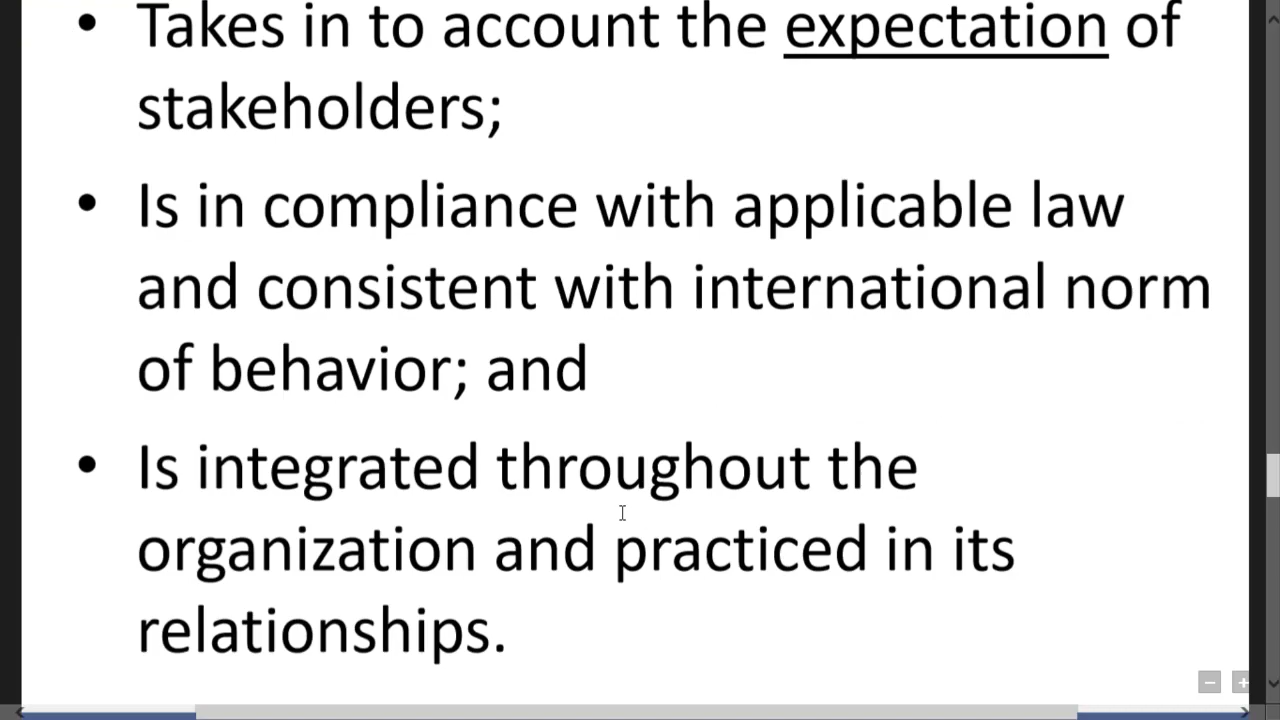 • Takes in to account the expectation of
stakeholders;
• Is in compliance with applicable law
and consistent with international norm
of behavior; and
• Is integrated throughout the
organization and practiced in its
relationships.